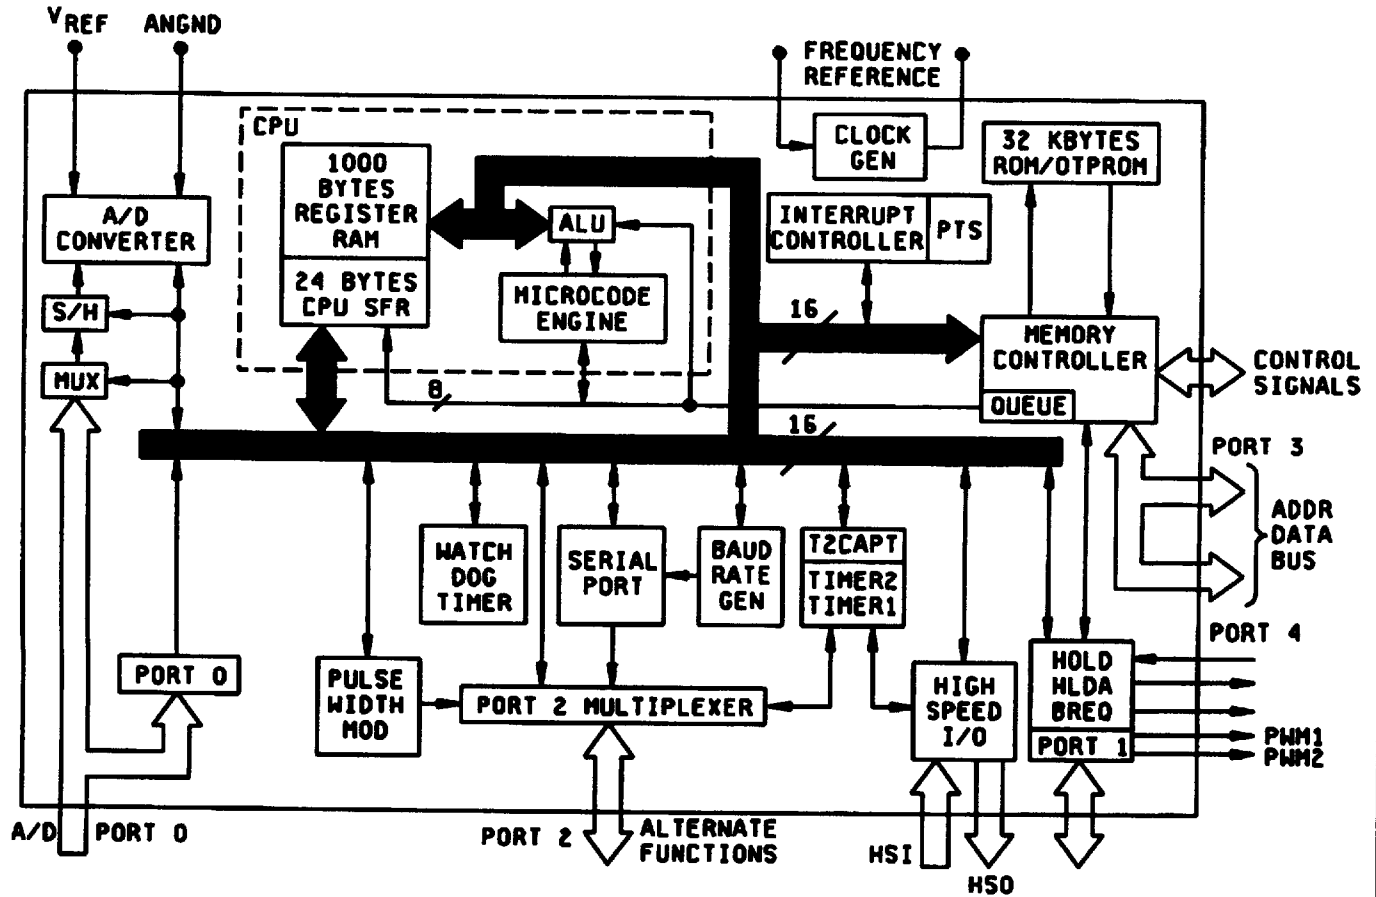 VREF
ANGND
FREQUENCY
REFERENCE
CPU
1000
BYTES
REGISTER
RAM
24 BYTES
CPU SFR
ALU
MICROCODE
ENGINE
CLOCK
GEN
32 KBYTES
ROM/OTPROM
INTERRUPT
CONTROLLER
PTS
A/D
CONVERTER
S/H
MUX
16
8
16
MEMORY
CONTROLLER
QUEUE
CONTROL
SIGNALS
PORT 3
ADDR
DATA
BUS
PORT 4
WATCH
DOG
TIMER
SERIAL
PORT
BAUD
RATE
GEN
T2CAPT
TIMER2
TIMER1
PORT 0
PULSE
WIDTH
MOD
PORT 2 MULTIPLEXER
HIGH
SPEED
I/O
HOLD
HLDA
BREQ
PORT 1
PWM1
PWM2
A/D
PORT 0
PORT 2
ALTERNATE
FUNCTIONS
HSI
HSO